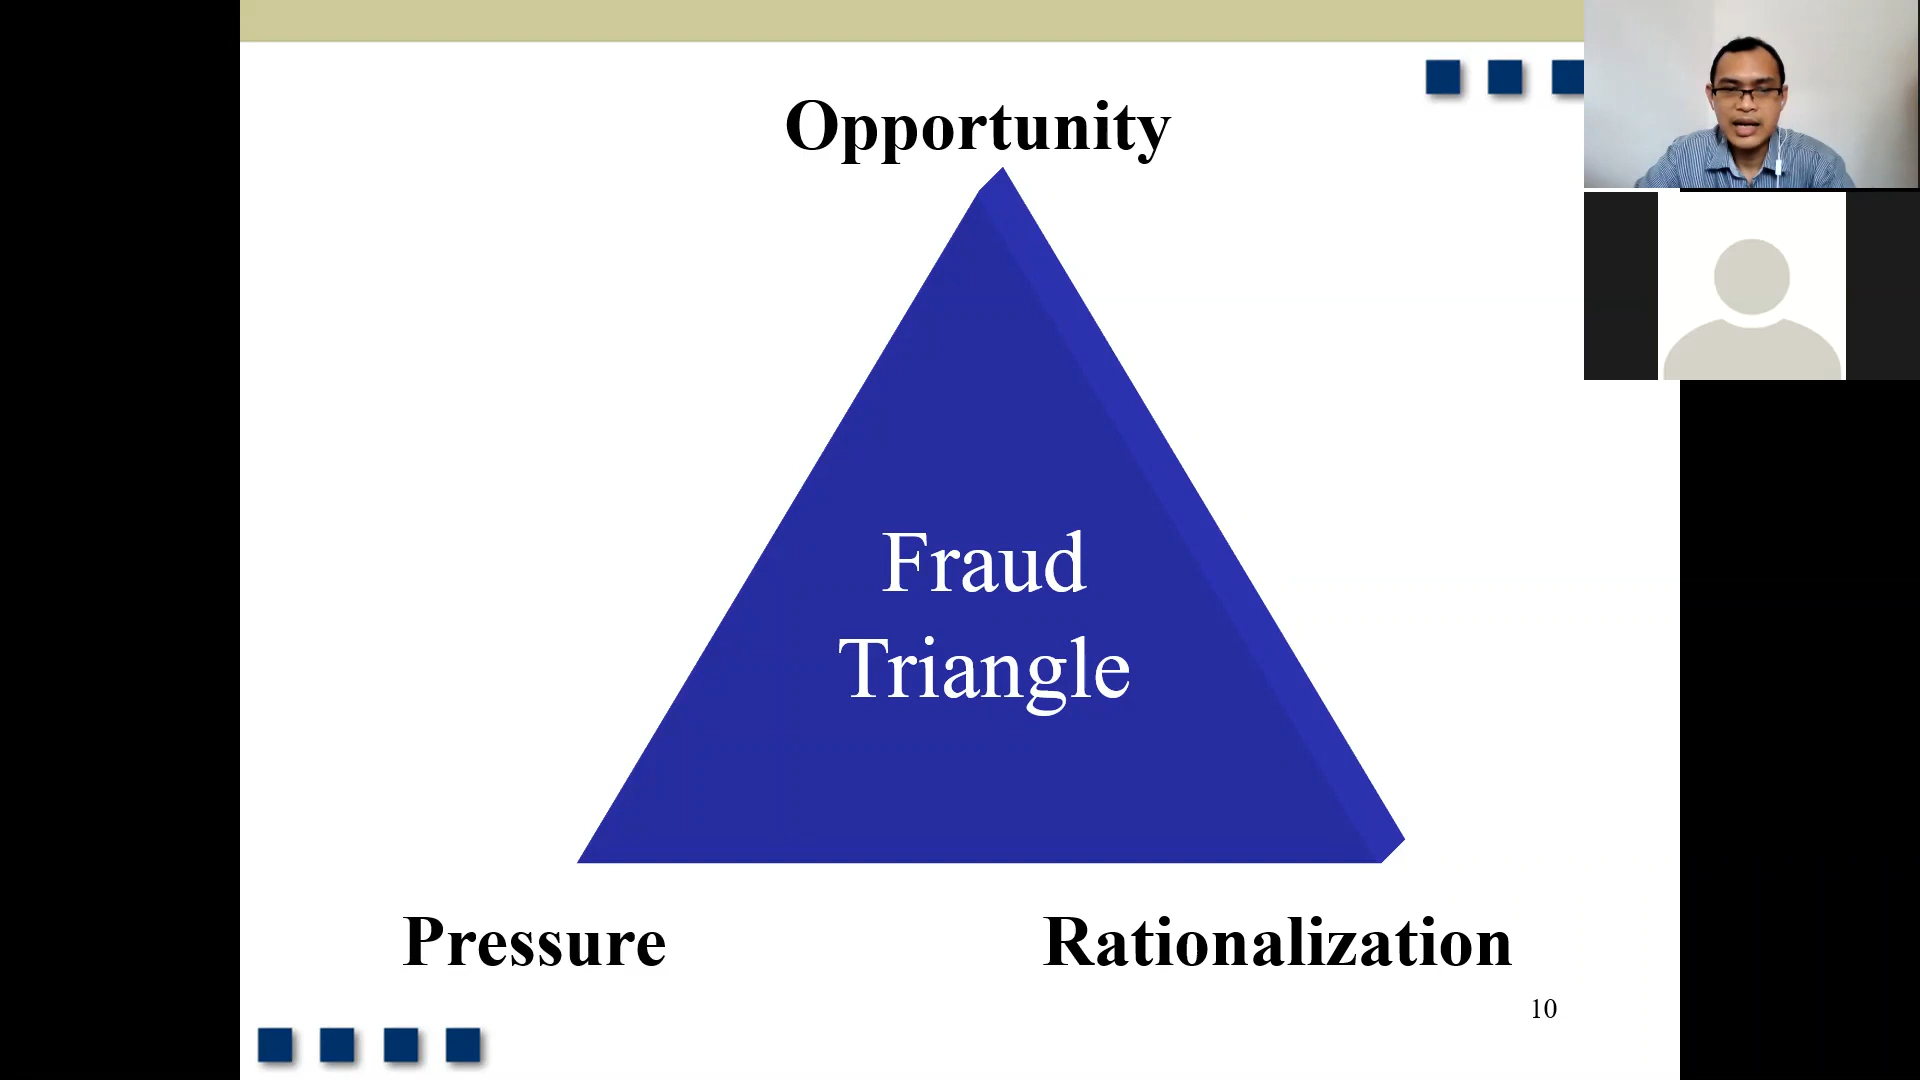 Opportunity
Fraud
Triangle
Pressure
Rationalization
10